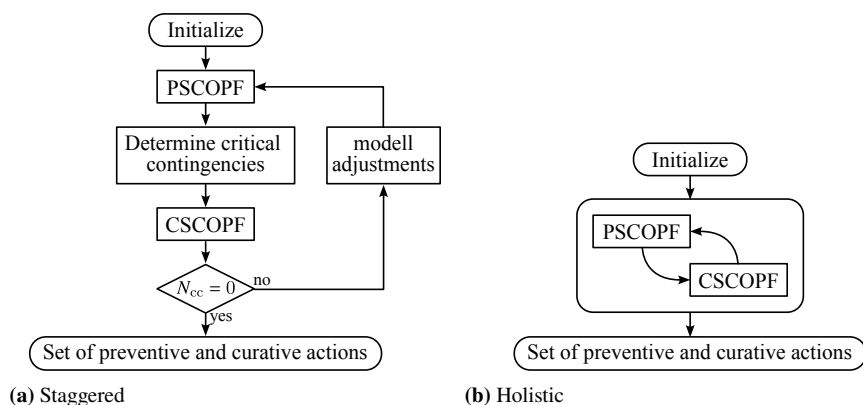 Initialize
PSCOPF
Determine critical
contingencies
modell
adjustments
CSCOPF
N_cc = 0
no
yes
Set of preventive and curative actions
(a) Staggered
Initialize
PSCOPF
CSCOPF
Set of preventive and curative actions
(b) Holistic